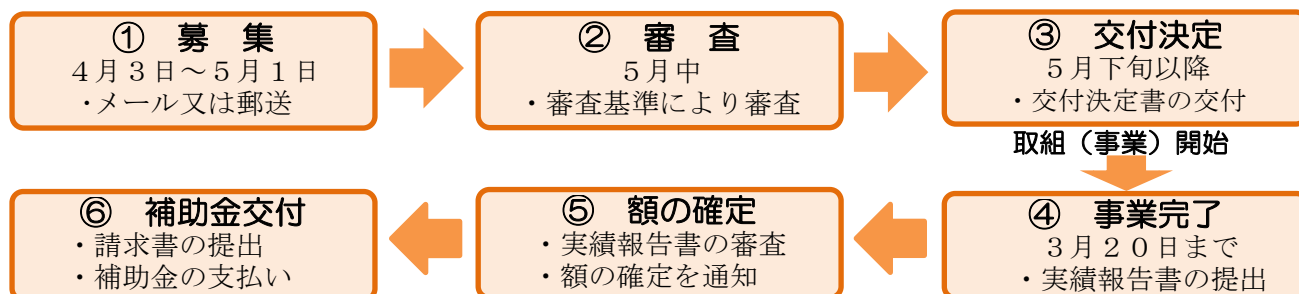 ① 募 集
４月３日～５月１日
・メール又は郵送
② 審 査
５月中
・審査基準により審査
③ 交付決定
５月下旬以降
・交付決定書の交付
取組（事業）開始
④ 事業完了
３月２０日まで
・実績報告書の提出
⑤ 額の確定
・実績報告書の審査
・額の確定を通知
⑥ 補助金交付
・請求書の提出
・補助金の支払い